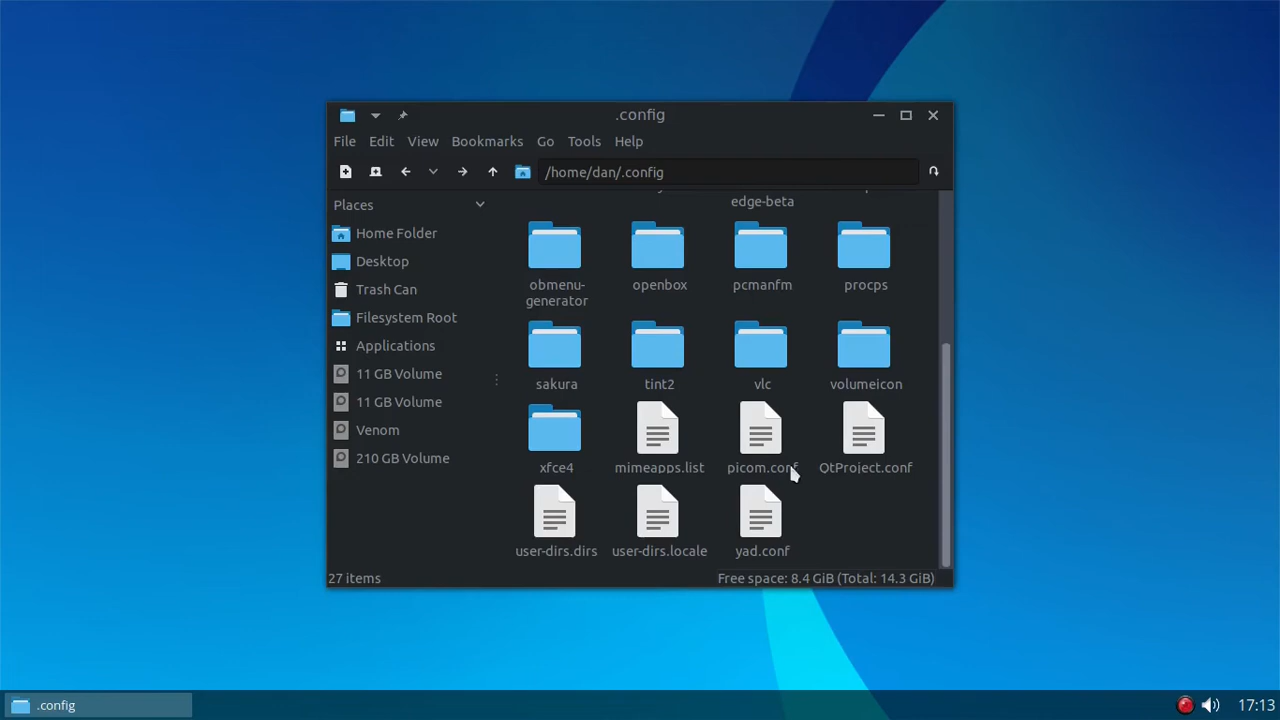 .config
File Edit View Bookmarks Go Tools Help
/home/dan/.config
Places
Home Folder
Desktop
Trash Can
Filesystem Root
Applications
11 GB Volume
11 GB Volume
Venom
210 GB Volume
edge-beta
obmenu-generator openbox pcmanfm procps
sakura tint2 vlc volumeicon
xfce4 mimeapps.list picom.conf QtProject.conf
user-dirs.dirs user-dirs.locale yad.conf
27 items Free space: 8.4 GiB (Total: 14.3 GiB)
.config 17:13